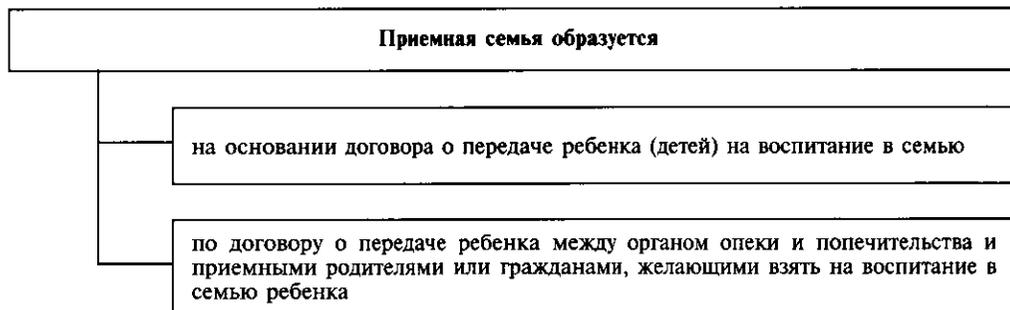 Приемная семья образуется
на основании договора о передаче ребенка (детей) на воспитание в семью
по договору о передаче ребенка между органом опеки и попечительства и
приемными родителями или гражданами, желающими взять на воспитание в
семью ребенка